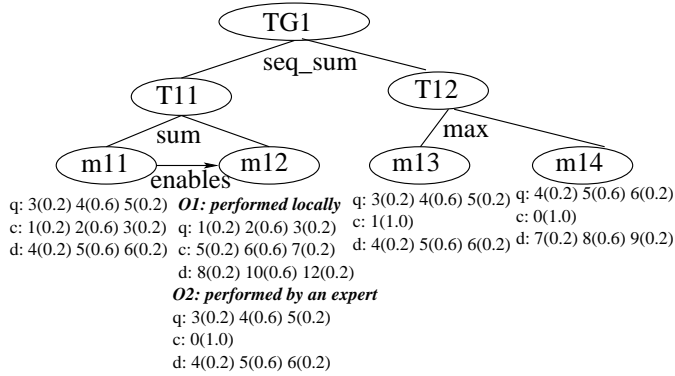 TG1
seq_sum
T11
T12
sum
max
m11
m12
m13
m14
enables
q: 3(0.2) 4(0.6) 5(0.2)
c: 1(0.2) 2(0.6) 3(0.2)
d: 4(0.2) 5(0.6) 6(0.2)
O1: performed locally
q: 1(0.2) 2(0.6) 3(0.2)
c: 5(0.2) 6(0.6) 7(0.2)
d: 8(0.2) 10(0.6) 12(0.2)
O2: performed by an expert
q: 3(0.2) 4(0.6) 5(0.2)
c: 0(1.0)
d: 4(0.2) 5(0.6) 6(0.2)
q: 3(0.2) 4(0.6) 5(0.2)
c: 1(1.0)
d: 4(0.2) 5(0.6) 6(0.2)
q: 4(0.2) 5(0.6) 6(0.2)
c: 0(1.0)
d: 7(0.2) 8(0.6) 9(0.2)